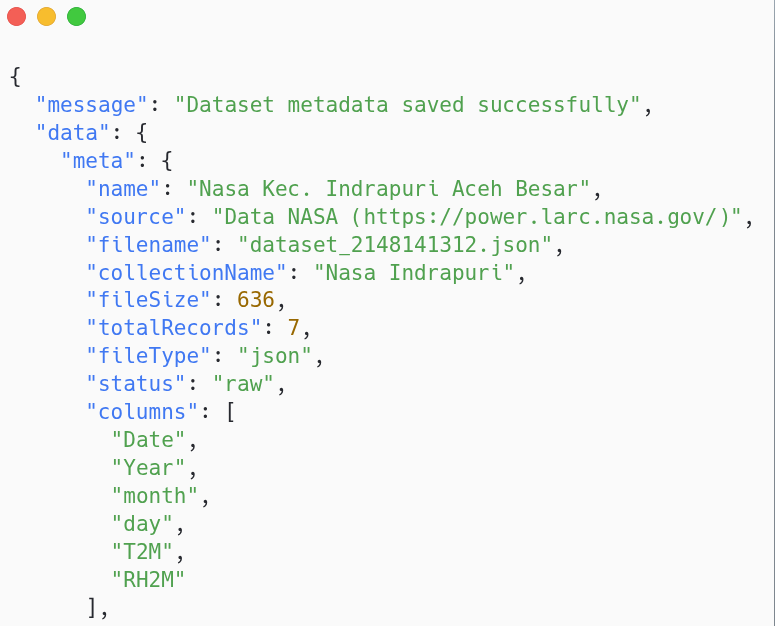 {
"message": "Dataset metadata saved successfully",
"data": {
"meta": {
"name": "Nasa Kec. Indrapuri Aceh Besar",
"source": "Data NASA (https://power.larc.nasa.gov/)",
"filename": "dataset_2148141312.json",
"collectionName": "Nasa Indrapuri",
"fileSize": 636,
"totalRecords": 7,
"fileType": "json",
"status": "raw",
"columns": [
"Date",
"Year",
"month",
"day",
"T2M",
"RH2M"
],